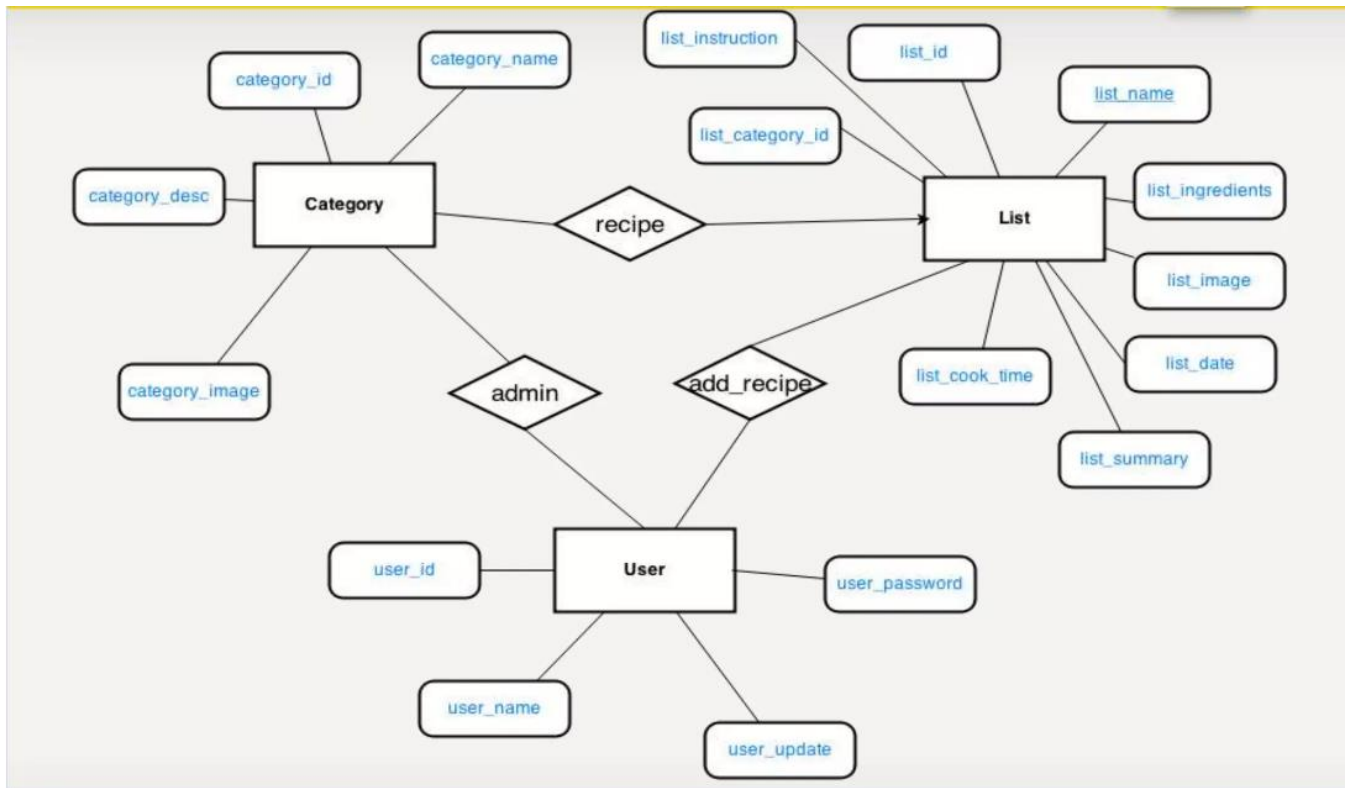 list_instruction
list_id
category_name
category_id
list_name
list_category_id
category_desc
Category
recipe
List
list_ingredients
list_image
list_date
list_cook_time
admin
add_recipe
category_image
list_summary
user_id
User
user_password
user_name
user_update